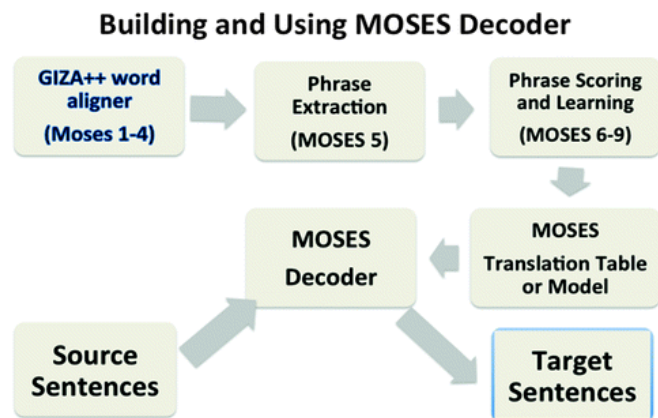 Building and Using MOSES Decoder
GIZA++ word
aligner
(Moses 1-4)
Phrase
Extraction
(MOSES 5)
Phrase Scoring
and Learning
(MOSES 6-9)
MOSES
Decoder
MOSES
Translation Table
or Model
Source
Sentences
Target
Sentences